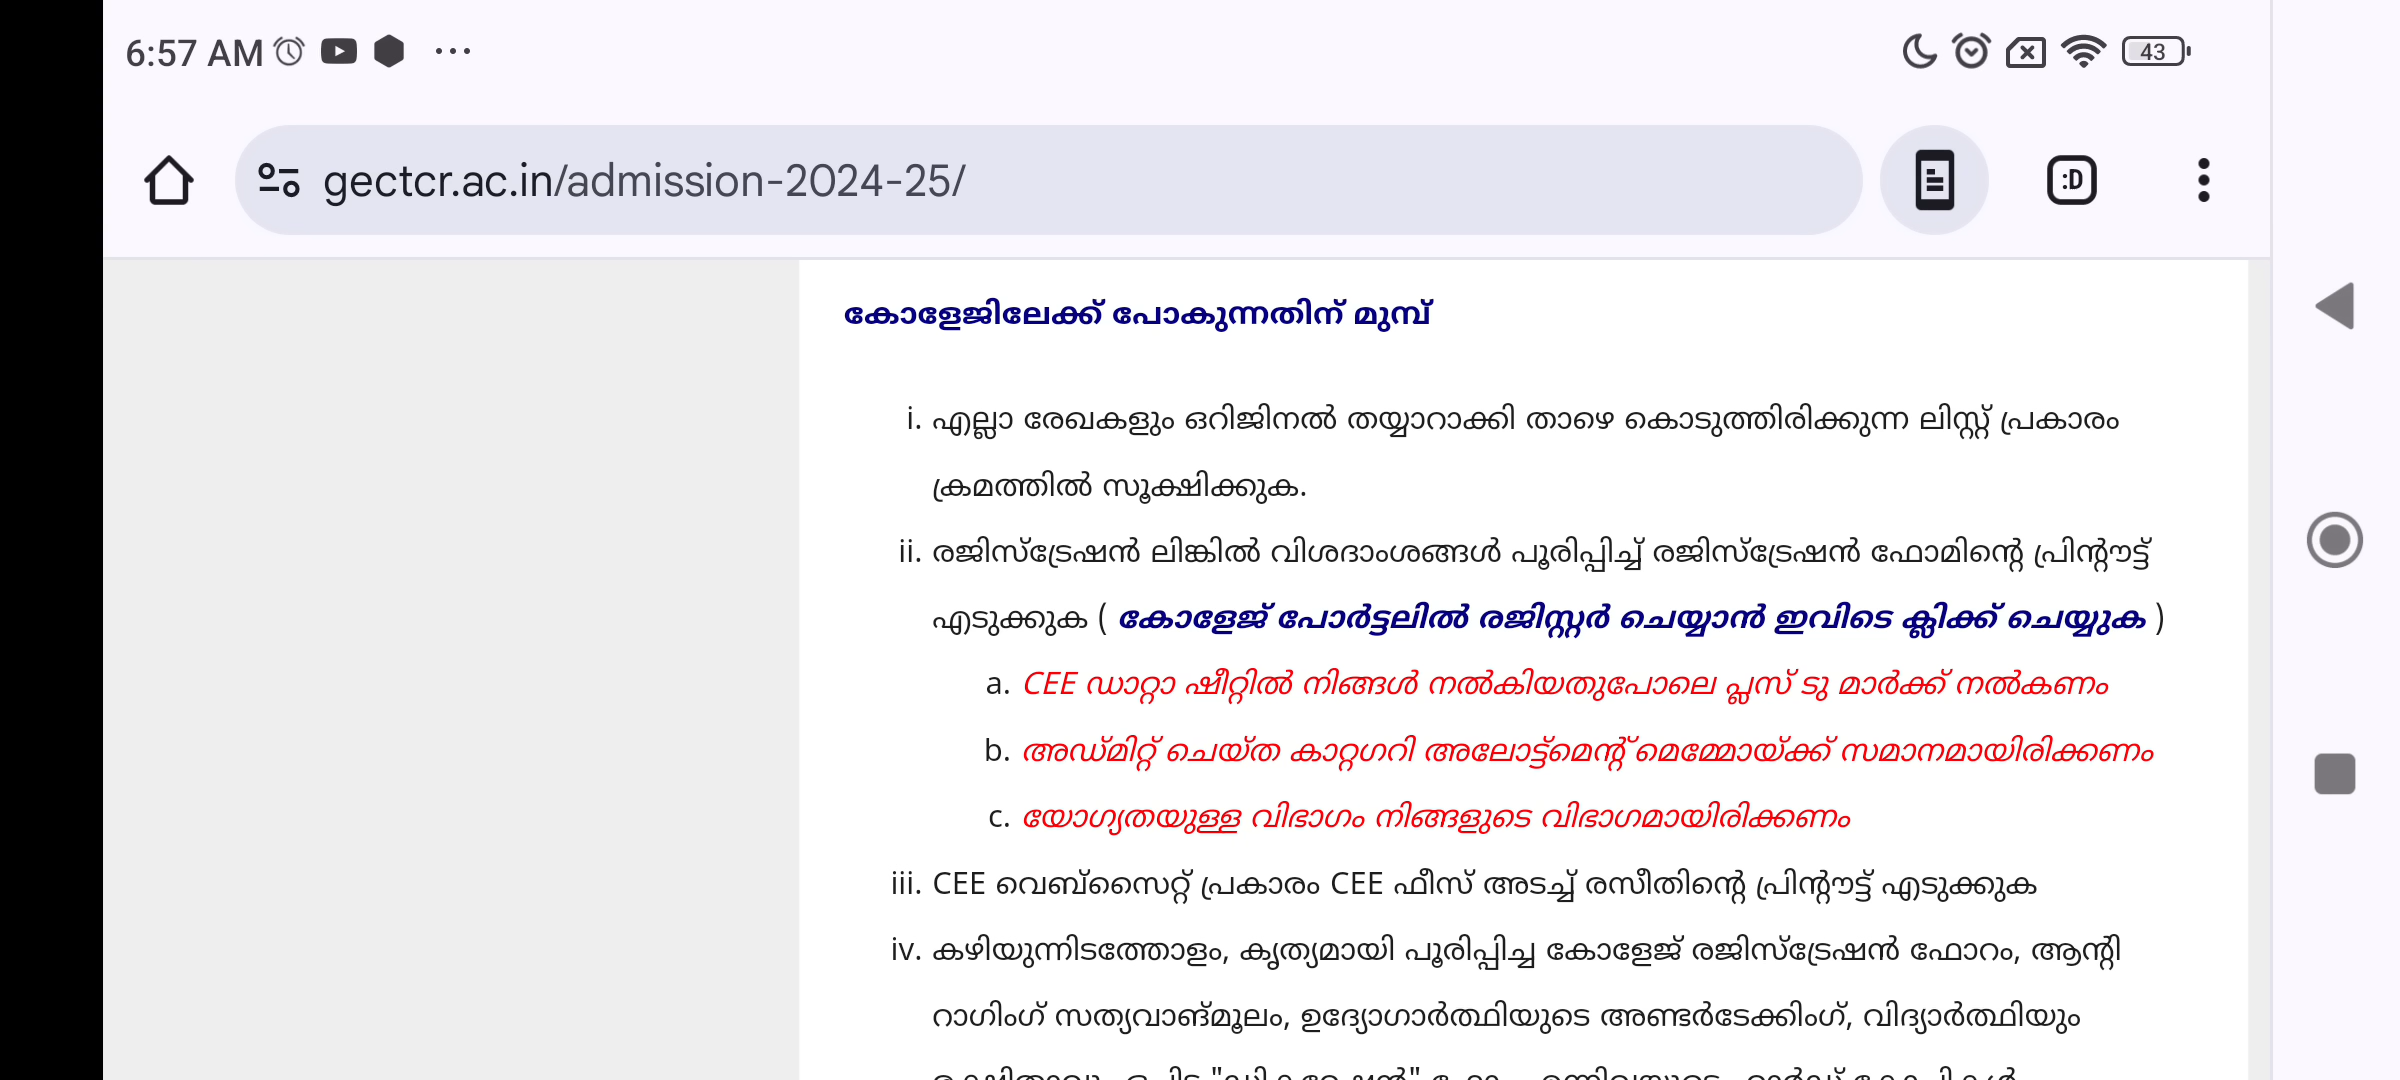 6:57 AM
43
gectcr.ac.in/admission-2024-25/
:D
കോളേജിലേക്ക് പോകുന്നതിന് മുമ്പ്
i. എല്ലാ രേഖകളും ഒറിജിനൽ തയ്യാറാക്കി താഴെ കൊടുത്തിരിക്കുന്ന ലിസ്റ്റ് പ്രകാരം
ക്രമത്തിൽ സൂക്ഷിക്കുക.
ii. രജിസ്ട്രേഷൻ ലിങ്കിൽ വിശദാംശങ്ങൾ പൂരിപ്പിച്ച് രജിസ്ട്രേഷൻ ഫോമിന്റെ പ്രിന്റൗട്ട്
എടുക്കുക ( കോളേജ് പോർട്ടലിൽ രജിസ്റ്റർ ചെയ്യാൻ ഇവിടെ ക്ലിക്ക് ചെയ്യുക )
a. CEE ഡാറ്റാ ഷീറ്റിൽ നിങ്ങൾ നൽകിയതുപോലെ പ്ലസ് ടു മാർക്ക് നൽകണം
b. അഡ്മിറ്റ് ചെയ്ത കാറ്റഗറി അലോട്ട്മെന്റ് മെമ്മോയ്ക്ക് സമാനമായിരിക്കണം
c. യോഗ്യതയുള്ള വിഭാഗം നിങ്ങളുടെ വിഭാഗമായിരിക്കണം
iii. CEE വെബ്സൈറ്റ് പ്രകാരം CEE ഫീസ് അടച്ച് രസീതിന്റെ പ്രിന്റൗട്ട് എടുക്കുക
iv. കഴിയുന്നിടത്തോളം, കൃത്യമായി പൂരിപ്പിച്ച കോളേജ് രജിസ്ട്രേഷൻ ഫോറം, ആന്റി
റാഗിംഗ് സത്യവാങ്മൂലം, ഉദ്യോഗാർത്ഥിയുടെ അണ്ടർടേക്കിംഗ്, വിദ്യാർത്ഥിയും